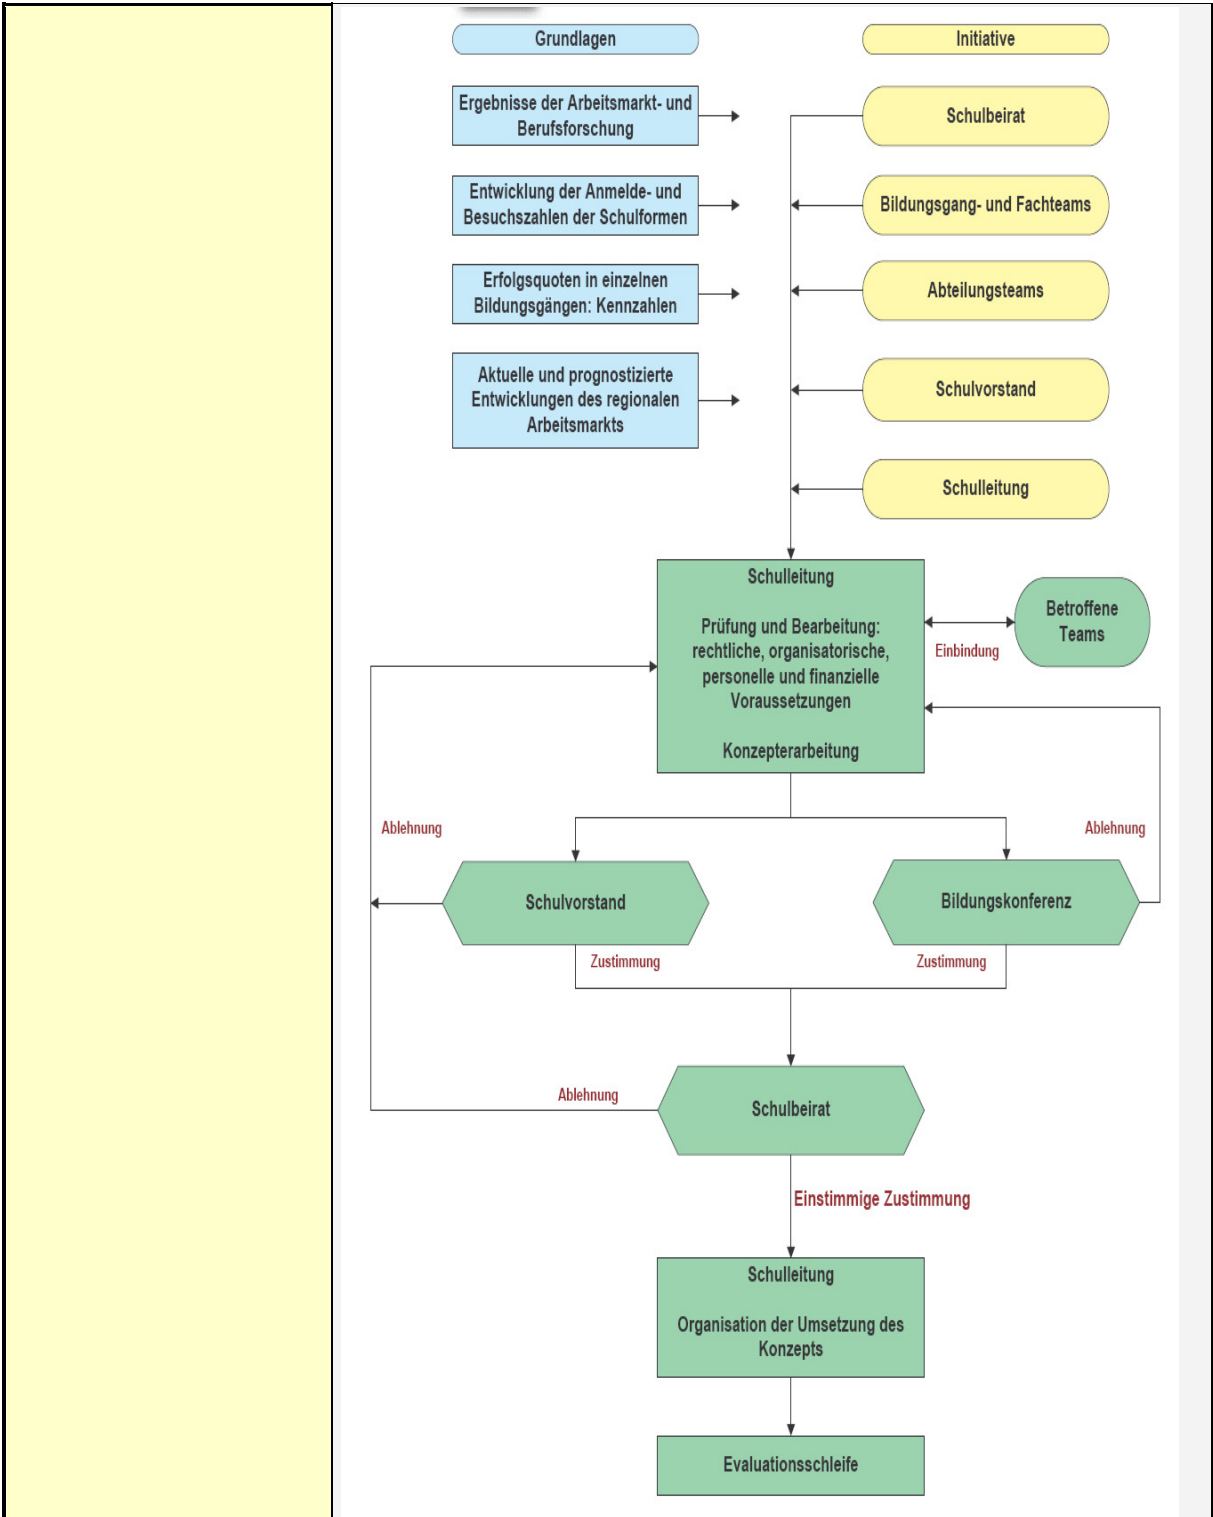 Grundlagen
Initiative
Ergebnisse der Arbeitsmarkt- und
Berufsforschung
Schulbeirat
Entwicklung der Anmelde- und
Besuchszahlen der Schulformen
Bildungsgang- und Fachteams
Erfolgsquoten in einzelnen
Bildungsgängen: Kennzahlen
Abteilungsteams
Aktuelle und prognostizierte
Entwicklungen des regionalen
Arbeitsmarkts
Schulvorstand
Schulleitung
Schulleitung
Prüfung und Bearbeitung:
rechtliche, organisatorische,
personelle und finanzielle
Voraussetzungen
Konzepterarbeitung
Betroffene
Teams
Einbindung
Ablehnung
Ablehnung
Schulvorstand
Bildungskonferenz
Zustimmung
Zustimmung
Ablehnung
Schulbeirat
Einstimmige Zustimmung
Schulleitung
Organisation der Umsetzung des
Konzepts
Evaluationsschleife